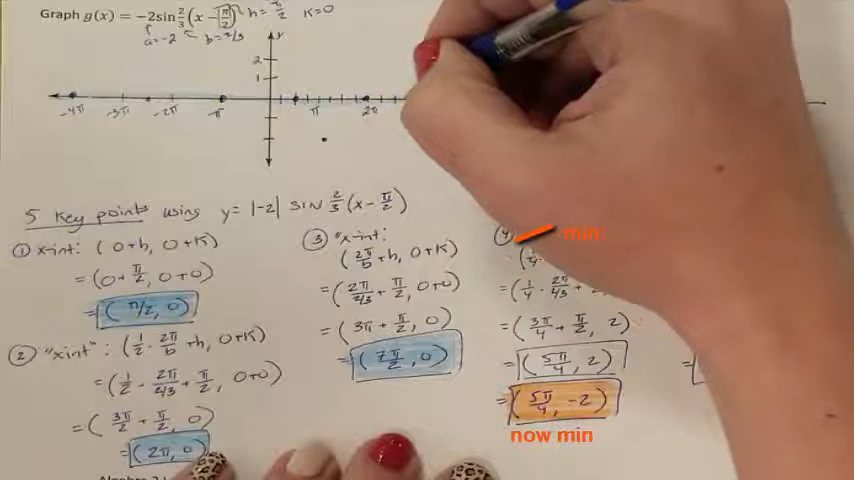 Graph g(x) = -2sin 2/3 (x - π/2) h = π/2 K=0
a=-2 b=2/3
y
2
1
-4π -3π -2π -π π 2π
5 Key points using y = |-2| sin 2/3 (x - π/2)
① x-int: (0+h, 0+K)
= (0+π/2, 0+0)
= (π/2, 0)
② "xint": (1/2 · 2π/b + h, 0+K)
= (1/2 · 2π/2/3 + π/2, 0+0)
= (3π/2 + π/2, 0)
= (2π, 0)
③ "x-int:
(2π/b + h, 0+K)
= (2π/2/3 + π/2, 0+0)
= (3π + π/2, 0)
= (7π/2, 0)
④ min:
= (1/4 · 2π/2/3 +
= (3π/4 + π/2, 2)
= (5π/4, 2)
= (5π/4, -2)
now min